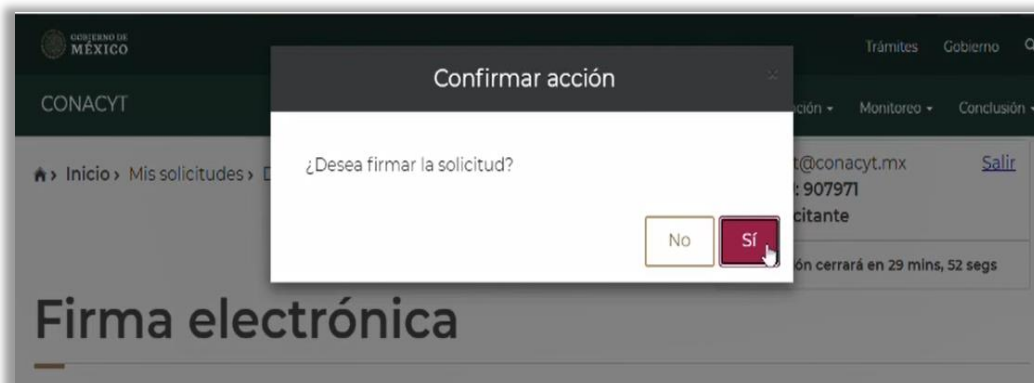 GOBIERNO DE
MÉXICO
Trámites Gobierno
CONACYT
ción Monitoreo Conclusión
Confirmar acción
¿Desea firmar la solicitud?
No Sí
Inicio > Mis solicitudes > D
t@conacyt.mx Salir
: 907971
citante
ón cerrará en 29 mins, 52 segs
Firma electrónica